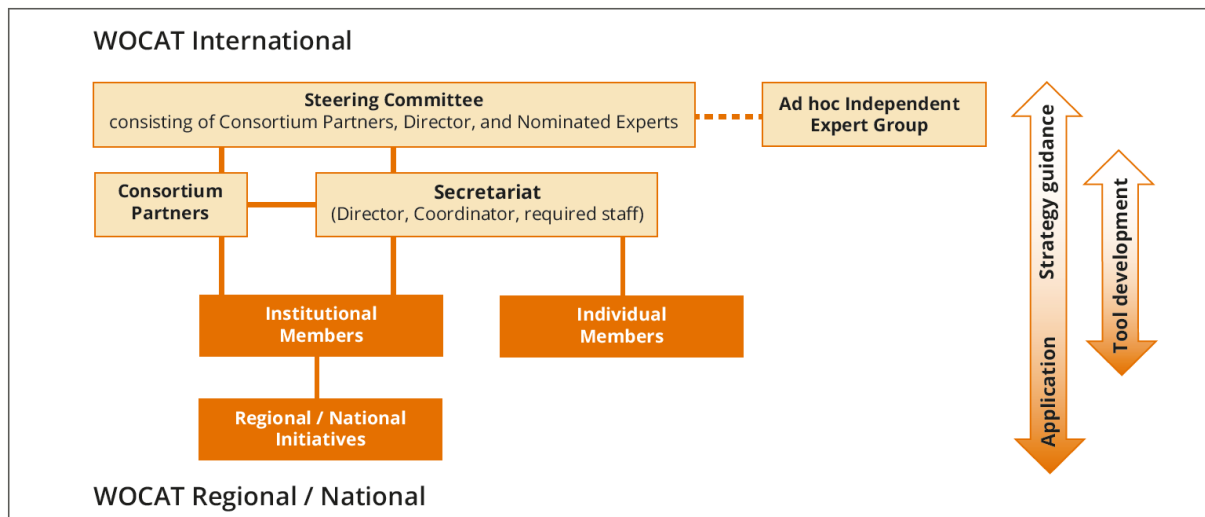 WOCAT International
Steering Committee
consisting of Consortium Partners, Director, and Nominated Experts
Ad hoc Independent
Expert Group
Consortium
Partners
Secretariat
(Director, Coordinator, required staff)
Institutional
Members
Individual
Members
Regional / National
Initiatives
Application Strategy guidance
Tool development
WOCAT Regional / National